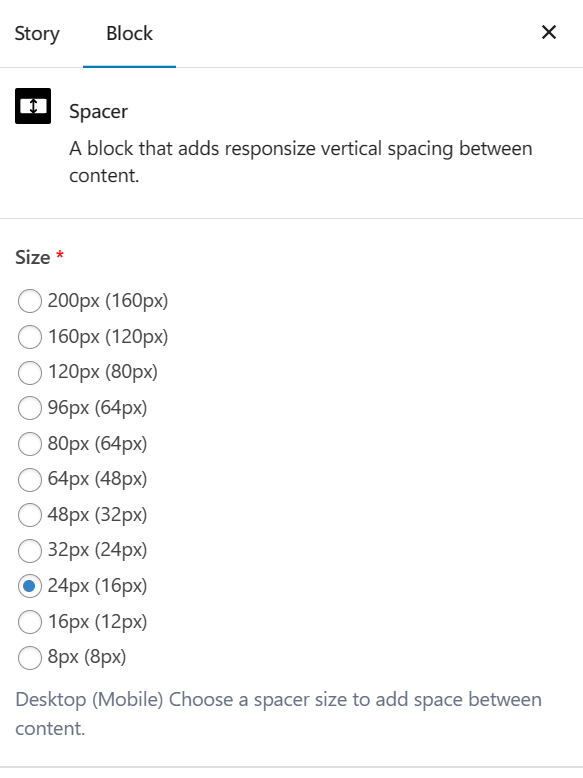 Story Block ×
Spacer
A block that adds responsize vertical spacing between
content.
Size *
200px (160px)
160px (120px)
120px (80px)
96px (64px)
80px (64px)
64px (48px)
48px (32px)
32px (24px)
24px (16px)
16px (12px)
8px (8px)
Desktop (Mobile) Choose a spacer size to add space between
content.